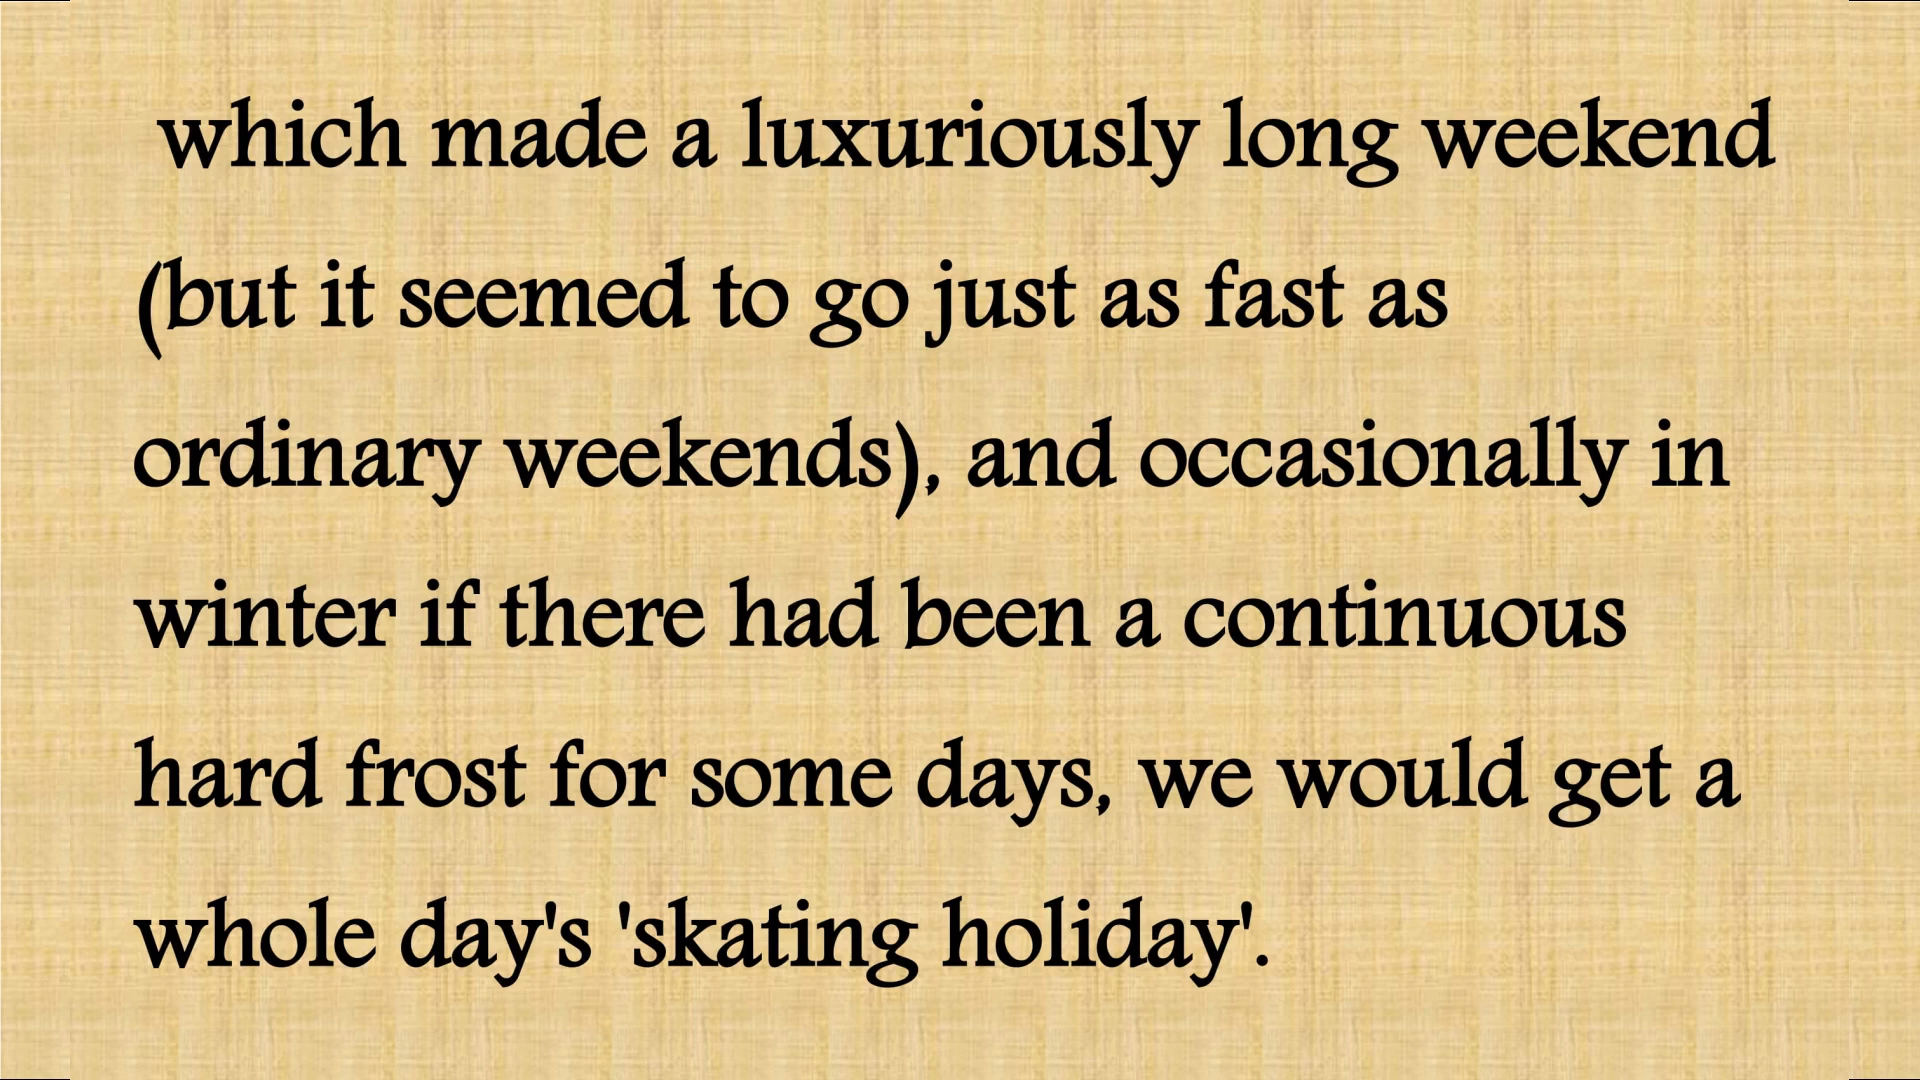 which made a luxuriously long weekend
(but it seemed to go just as fast as
ordinary weekends), and occasionally in
winter if there had been a continuous
hard frost for some days, we would get a
whole day's 'skating holiday'.